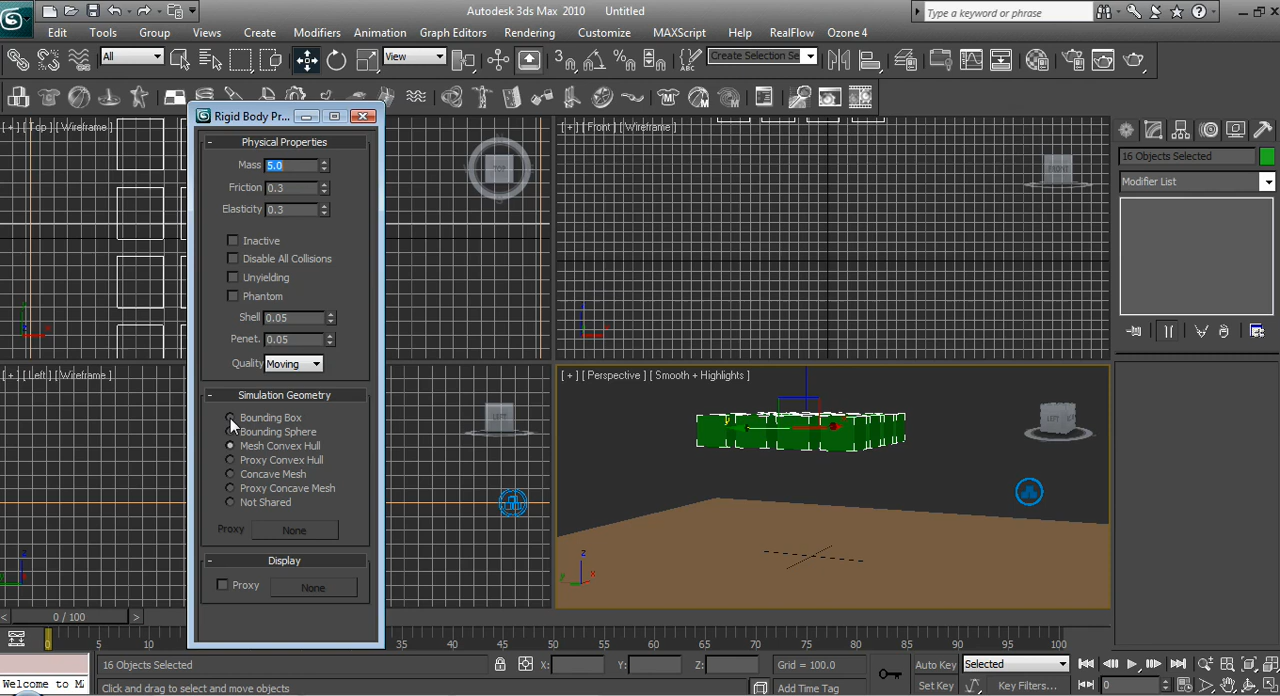 Autodesk 3ds Max 2010 Untitled
Type a keyword or phrase
Edit Tools Group Views Create Modifiers Animation Graph Editors Rendering Customize MAXScript Help RealFlow Ozone 4
All
View
Create Selection Se
Rigid Body Pr...
[ + ] [ Top ] [ Wireframe ]
TOP
[ + ] [ Front ] [ Wireframe ]
FRONT
- Physical Properties
Mass 5.0
Friction 0.3
Elasticity 0.3
Inactive
Disable All Collisions
Unyielding
Phantom
Shell 0.05
Penet. 0.05
Quality Moving
- Simulation Geometry
Bounding Box
Bounding Sphere
Mesh Convex Hull
Proxy Convex Hull
Concave Mesh
Proxy Concave Mesh
Not Shared
Proxy None
- Display
Proxy None
16 Objects Selected
Modifier List
[ + ] [ Left ] [ Wireframe ]
LEFT
[ + ] [ Perspective ] [ Smooth + Highlights ]
LEFT
z
x
y
z
x
0 / 100
0 5 10 15 35 40 45 50 55 60 65 70 75 80 85 90 95 100
16 Objects Selected X: Y: Z: Grid = 100.0 Auto Key Selected
Welcome to MA Click and drag to select and move objects Add Time Tag Set Key Key Filters... 0